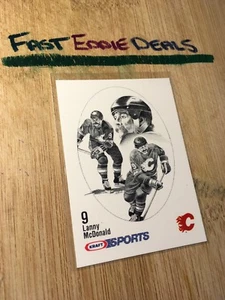 FAST EDDIE DEALS
9
Lanny
McDonald
KRAFT SPORTS